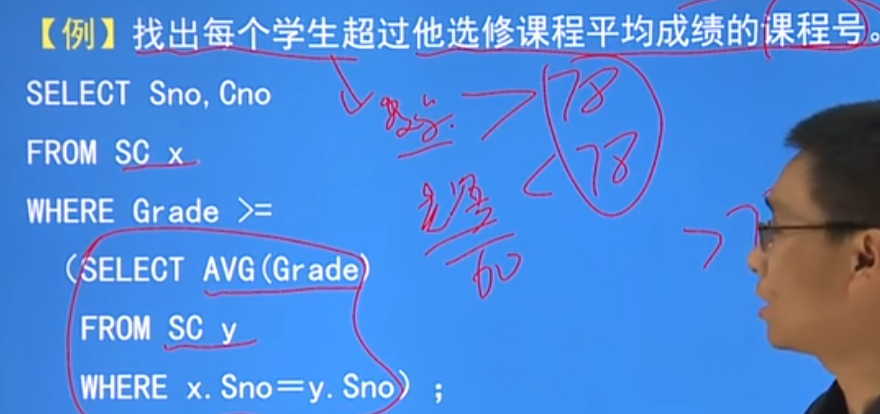 【例】找出每个学生超过他选修课程平均成绩的课程号。
SELECT Sno,Cno
FROM SC x
WHERE Grade >=
(SELECT AVG(Grade)
FROM SC y
WHERE x.Sno=y.Sno) ;
数学. > 78
< 78
60
>